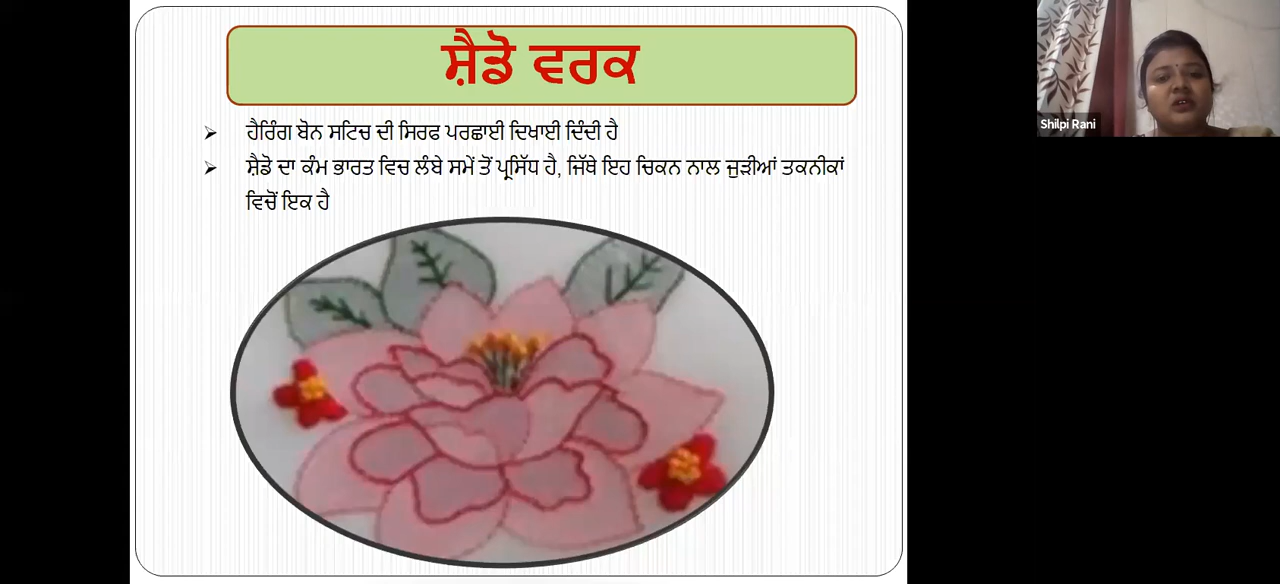 ਸ਼ੈਡੋ ਵਰਕ
ਹੈਰਿੰਗ ਬੋਨ ਸਟਿਚ ਦੀ ਸਿਰਫ ਪਰਛਾਈ ਦਿਖਾਈ ਦਿੰਦੀ ਹੈ
ਸ਼ੈਡੋ ਦਾ ਕੰਮ ਭਾਰਤ ਵਿਚ ਲੰਬੇ ਸਮੇਂ ਤੋਂ ਪ੍ਰਸਿੱਧ ਹੈ, ਜਿੱਥੇ ਇਹ ਚਿਕਨ ਨਾਲ ਜੁੜੀਆਂ ਤਕਨੀਕਾਂ
ਵਿਚੋਂ ਇਕ ਹੈ
Shilpi Rani